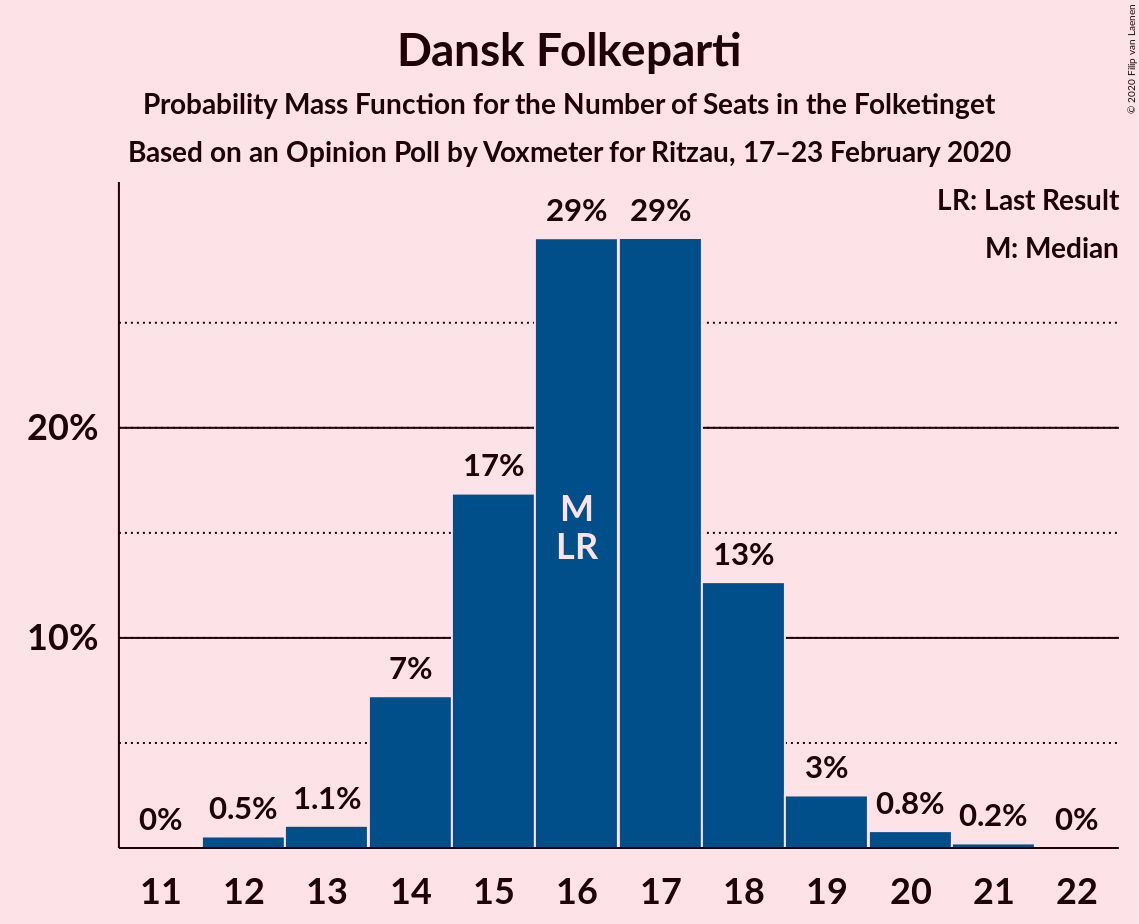 Dansk Folkeparti
Probability Mass Function for the Number of Seats in the Folketinget
Based on an Opinion Poll by Voxmeter for Ritzau, 17–23 February 2020
© 2020 Filip van Laenen
LR: Last Result
M: Median
29% 29%
20%
17%
M
LR
13%
10%
7%
3%
0% 0.5% 1.1% 0.8% 0.2% 0%
11 12 13 14 15 16 17 18 19 20 21 22